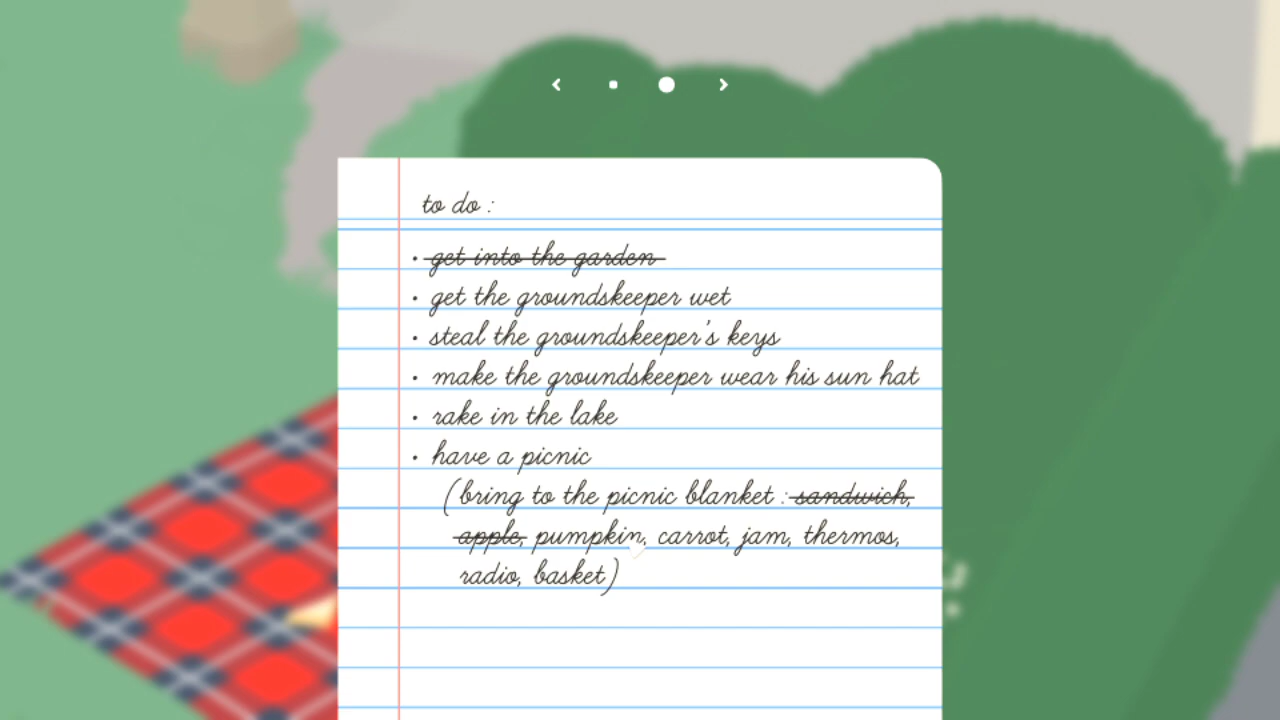 to do :
• get into the garden
• get the groundskeeper wet
• steal the groundskeeper's keys
• make the groundskeeper wear his sun hat
• rake in the lake
• have a picnic
(bring to the picnic blanket : sandwich,
apple, pumpkin, carrot, jam, thermos,
radio, basket)